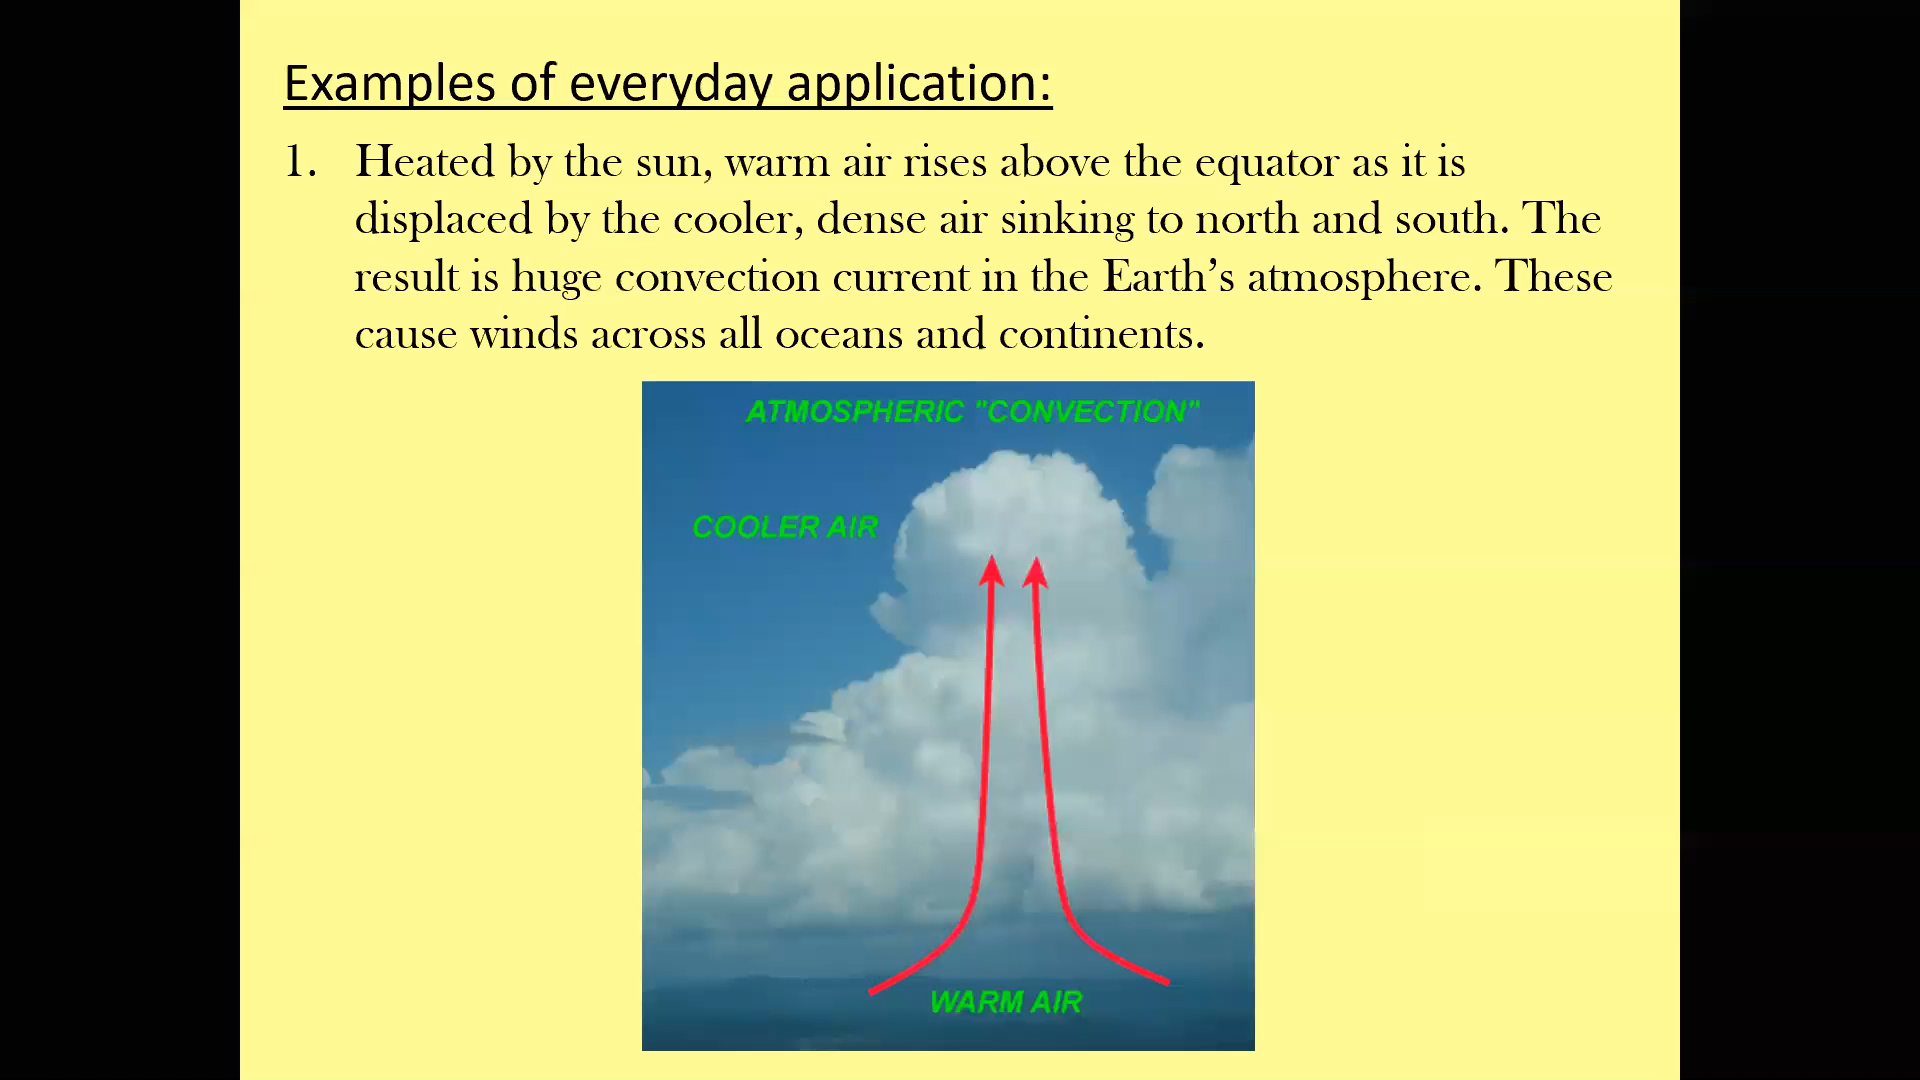 Examples of everyday application:
1. Heated by the sun, warm air rises above the equator as it is
displaced by the cooler, dense air sinking to north and south. The
result is huge convection current in the Earth’s atmosphere. These
cause winds across all oceans and continents.
ATMOSPHERIC "CONVECTION"
COOLER AIR
WARM AIR